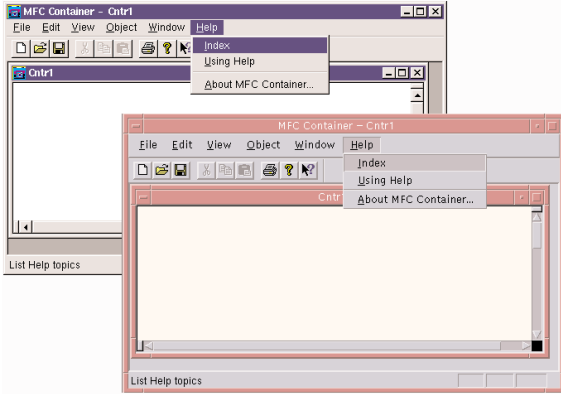 MFC Container - Cntr1
File Edit View Object Window Help
Index
Using Help
About MFC Container...
Cntr1
List Help topics
MFC Container – Cntr1
File Edit View Object Window Help
Index
Using Help
About MFC Container...
Cntr
List Help topics